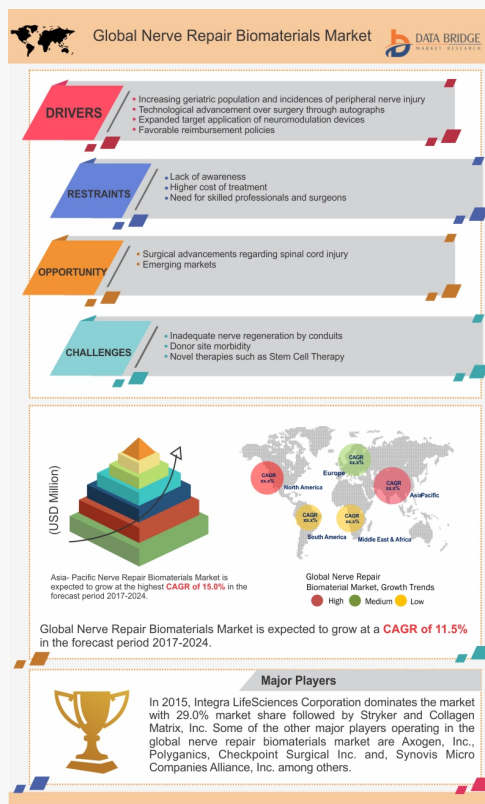 Global Nerve Repair Biomaterials Market
DATA BRIDGE
MARKET RESEARCH
DRIVERS
• Increasing geriatric population and incidences of peripheral nerve injury
• Technological advancement over surgery through autographs
• Expanded target application of neuromodulation devices
• Favorable reimbursement policies
RESTRAINTS
• Lack of awareness
• Higher cost of treatment
• Need for skilled professionals and surgeons
OPPORTUNITY
• Surgical advancements regarding spinal cord injury
• Emerging markets
CHALLENGES
• Inadequate nerve regeneration by conduits
• Donor site morbidity
• Novel therapies such as Stem Cell Therapy
(USD Million)
Asia- Pacific Nerve Repair Biomaterials Market is
expected to grow at the highest CAGR of 15.0% in the
forecast period 2017-2024.
CAGR
xx.x%
North America
Europe
CAGR
xx.x%
CAGR
xx.x%
AsiaPacific
CAGR
xx.x%
South America
CAGR
xx.x%
Middle East & Africa
Global Nerve Repair
Biomaterial Market, Growth Trends
High Medium Low
Global Nerve Repair Biomaterials Market is expected to grow at a CAGR of 11.5%
in the forecast period 2017-2024.
Major Players
In 2015, Integra LifeSciences Corporation dominates the market
with 29.0% market share followed by Stryker and Collagen
Matrix, Inc. Some of the other major players operating in the
global nerve repair biomaterials market are Axogen, Inc.,
Polyganics, Checkpoint Surgical Inc. and, Synovis Micro
Companies Alliance, Inc. among others.